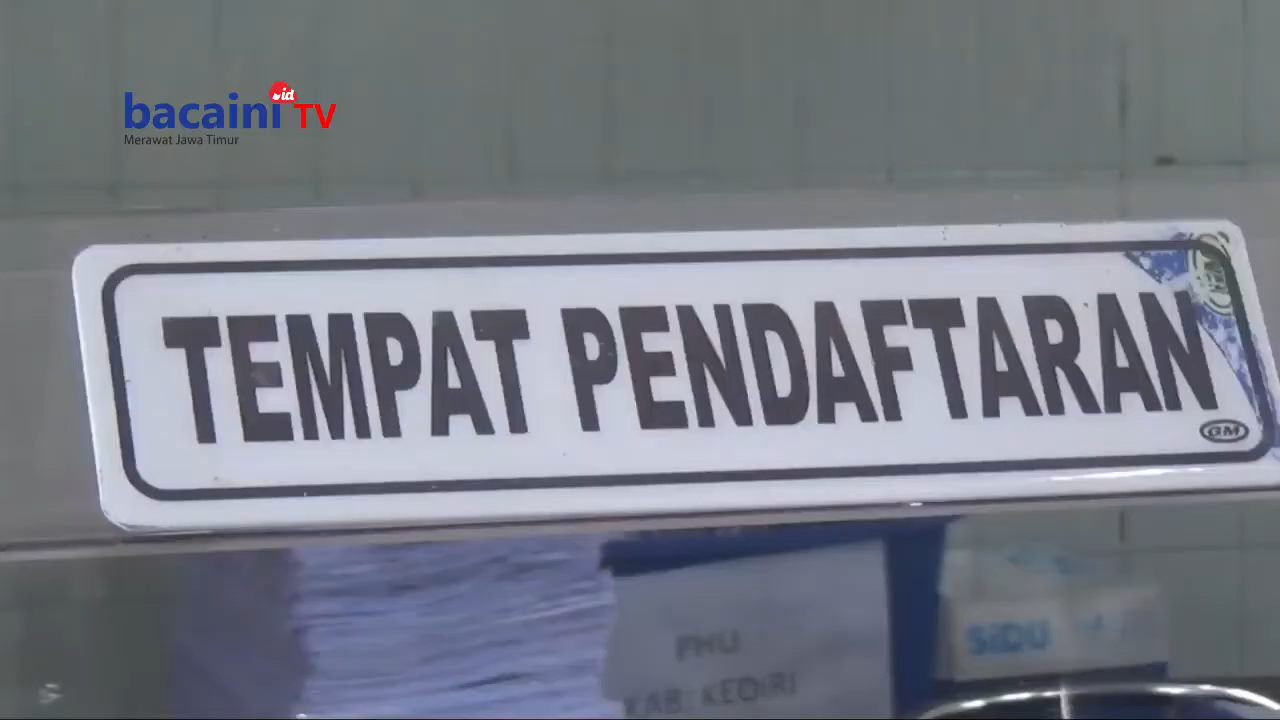 bacaini.id TV
Merawat Jawa Timur
TEMPAT PENDAFTARAN
GM
PHU
KAB. KEDIRI
SiDU